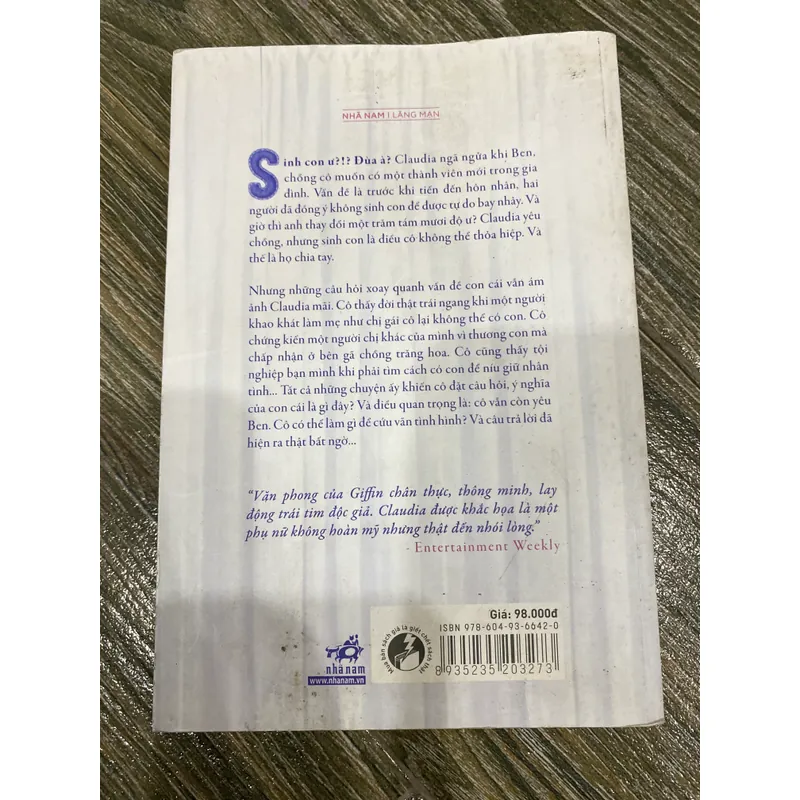 NHÃ NAM | LÃNG MẠN
Sinh con ư?!? Đùa à? Claudia ngã ngửa khi Ben,
chồng cô muốn có một thành viên mới trong gia
đình. Vấn đề là trước khi tiến đến hôn nhân, hai
người đã đồng ý không sinh con để được tự do bay nhảy. Và
giờ thì anh thay đổi một trăm tám mươi độ ư? Claudia yêu
chồng, nhưng sinh con là điều cô không thể thỏa hiệp. Và
thế là họ chia tay.
Nhưng những câu hỏi xoay quanh vấn đề con cái vẫn ám
ảnh Claudia mãi. Cô thấy đời thật trái ngang khi một người
khao khát làm mẹ như chị gái cô lại không thể có con. Cô
chứng kiến một người chị khác của mình vì thương con mà
chấp nhận ở bên gã chồng trăng hoa. Cô cũng thấy tội
nghiệp bạn mình khi phải tìm cách có con để níu giữ nhân
tình... Tất cả những chuyện ấy khiến cô đặt câu hỏi, ý nghĩa
của con cái là gì đây? Và điều quan trọng là: cô vẫn còn yêu
Ben. Cô có thể làm gì để cứu vãn tình hình? Và câu trả lời đã
hiện ra thật bất ngờ...
“Văn phong của Giffin chân thực, thông minh, lay
động trái tim độc giả. Claudia được khắc họa là một
phụ nữ không hoàn mỹ nhưng thật đến nhói lòng.”
- Entertainment Weekly
Giá: 98.000đ
ISBN 978-604-93-6642-0
8935235203273
Mua bán sách giả là giết chết sách thật
nhã nam
www.nhanam.vn